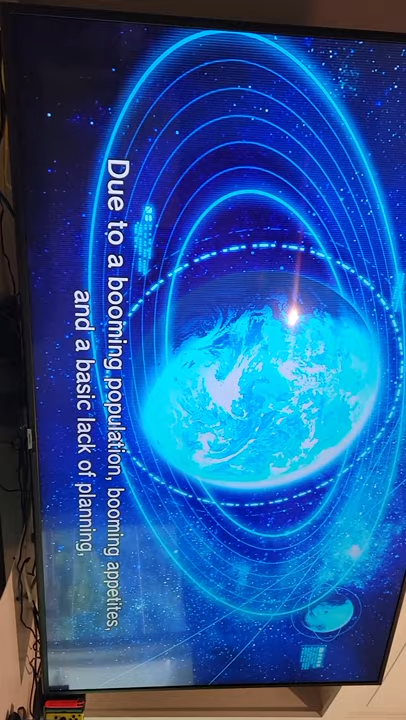 Due to a booming population, booming appetites,
and a basic lack of planning,